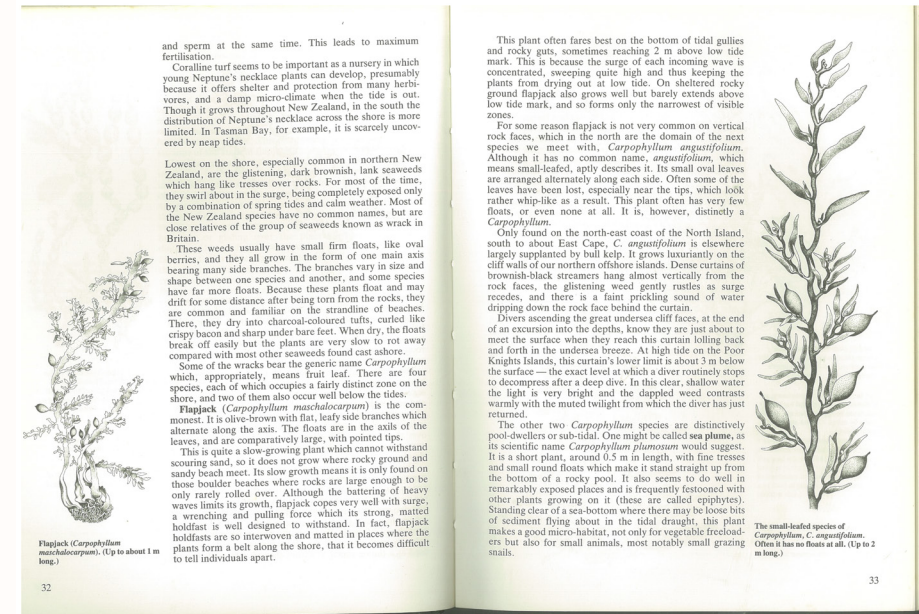 and sperm at the same time. This leads to maximum
fertilisation.
Coralline turf seems to be important as a nursery in which
young Neptune's necklace plants can develop, presumably
because it offers shelter and protection from many herbi-
vores, and a damp micro-climate when the tide is out.
Though it grows throughout New Zealand, in the south the
distribution of Neptune's necklace across the shore is more
limited. In Tasman Bay, for example, it is scarcely uncov-
ered by neap tides.
Lowest on the shore, especially common in northern New
Zealand, are the glistening, dark brownish, lank seaweeds
which hang like tresses over rocks. For most of the time,
they swirl about in the surge, being completely exposed only
by a combination of spring tides and calm weather. Most of
the New Zealand species have no common names, but are
close relatives of the group of seaweeds known as wrack in
Britain.
These weeds usually have small firm floats, like oval
berries, and they all grow in the form of one main axis
bearing many side branches. The branches vary in size and
shape between one species and another, and some species
have far more floats. Because these plants float and may
drift for some distance after being torn from the rocks, they
are common and familiar on the strandline of beaches.
There, they dry into charcoal-coloured tufts, curled like
crispy bacon and sharp under bare feet. When dry, the floats
break off easily but the plants are very slow to rot away
compared with most other seaweeds found cast ashore.
Some of the wracks bear the generic name Carpophyllum
which, appropriately, means fruit leaf. There are four
species, each of which occupies a fairly distinct zone on the
shore, and two of them also occur well below the tides.
Flapjack (Carpophyllum maschalocarpum) is the com-
monest. It is olive-brown with flat, leafy side branches which
alternate along the axis. The floats are in the axils of the
leaves, and are comparatively large, with pointed tips.
This is quite a slow-growing plant which cannot withstand
scouring sand, so it does not grow where rocky ground and
sandy beach meet. Its slow growth means it is only found on
those boulder beaches where rocks are large enough to be
only rarely rolled over. Although the battering of heavy
waves limits its growth, flapjack copes very well with surge,
a wrenching and pulling force which its strong, matted
holdfast is well designed to withstand. In fact, flapjack
holdfasts are so interwoven and matted in places where the
plants form a belt along the shore, that it becomes difficult
to tell individuals apart.
Flapjack (Carpophyllum
maschalocarpum). (Up to about 1 m
long.)
32
This plant often fares best on the bottom of tidal gullies
and rocky guts, sometimes reaching 2 m above low tide
mark. This is because the surge of each incoming wave is
concentrated, sweeping quite high and thus keeping the
plants from drying out at low tide. On sheltered rocky
ground flapjack also grows well but barely extends above
low tide mark, and so forms only the narrowest of visible
zones.
For some reason flapjack is not very common on vertical
rock faces, which in the north are the domain of the next
species we meet with, Carpophyllum angustifolium.
Although it has no common name, angustifolium, which
means small-leafed, aptly describes it. Its small oval leaves
are arranged alternately along each side. Often some of the
leaves have been lost, especially near the tips, which look
rather whip-like as a result. This plant often has very few
floats, or even none at all. It is, however, distinctly a
Carpophyllum.
Only found on the north-east coast of the North Island,
south to about East Cape, C. angustifolium is elsewhere
largely supplanted by bull kelp. It grows luxuriantly on the
cliff walls of our northern offshore islands. Dense curtains of
brownish-black streamers hang almost vertically from the
rock faces, the glistening weed gently rustles as surge
recedes, and there is a faint prickling sound of water
dripping down the rock face behind the curtain.
Divers ascending the great undersea cliff faces, at the end
of an excursion into the depths, know they are just about to
meet the surface when they reach this curtain lolling back
and forth in the undersea breeze. At high tide on the Poor
Knights Islands, this curtain's lower limit is about 3 m below
the surface — the exact level at which a diver routinely stops
to decompress after a deep dive. In this clear, shallow water
the light is very bright and the dappled weed contrasts
warmly with the muted twilight from which the diver has just
returned.
The other two Carpophyllum species are distinctively
pool-dwellers or sub-tidal. One might be called sea plume, as
its scientific name Carpophyllum plumosum would suggest.
It is a short plant, around 0.5 m in length, with fine tresses
and small round floats which make it stand straight up from
the bottom of a rocky pool. It also seems to do well in
remarkably exposed places and is frequently festooned with
other plants growing on it (these are called epiphytes).
Standing clear of a sea-bottom where there may be loose bits
of sediment flying about in the tidal draught, this plant
makes a good micro-habitat, not only for vegetable freeload-
ers but also for small animals, most notably small grazing
snails.
The small-leafed species of
Carpophyllum, C. angustifolium.
Often it has no floats at all. (Up to 2
m long.)
33